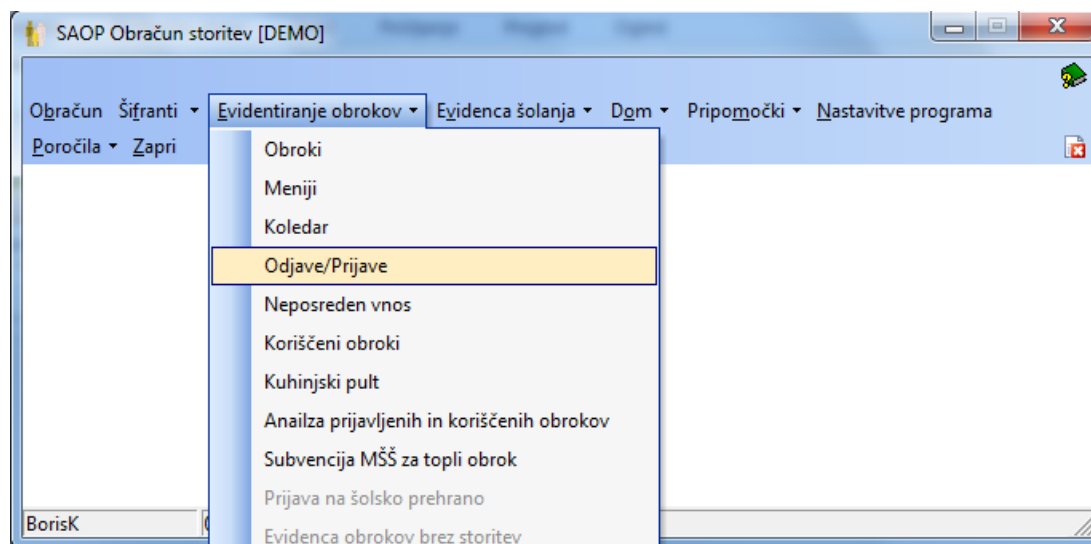 SAOP Obračun storitev [DEMO]
Obračun Šifranti Evidentiranje obrokov Evidenca šolanja Dom Pripomočki Nastavitve programa
Poročila Zapri
Obroki
Meniji
Koledar
Odjave/Prijave
Neposreden vnos
Koriščeni obroki
Kuhinjski pult
Anailza prijavljenih in koriščenih obrokov
Subvencija MŠŠ za topli obrok
Prijava na šolsko prehrano
Evidenca obrokov brez storitev
BorisK